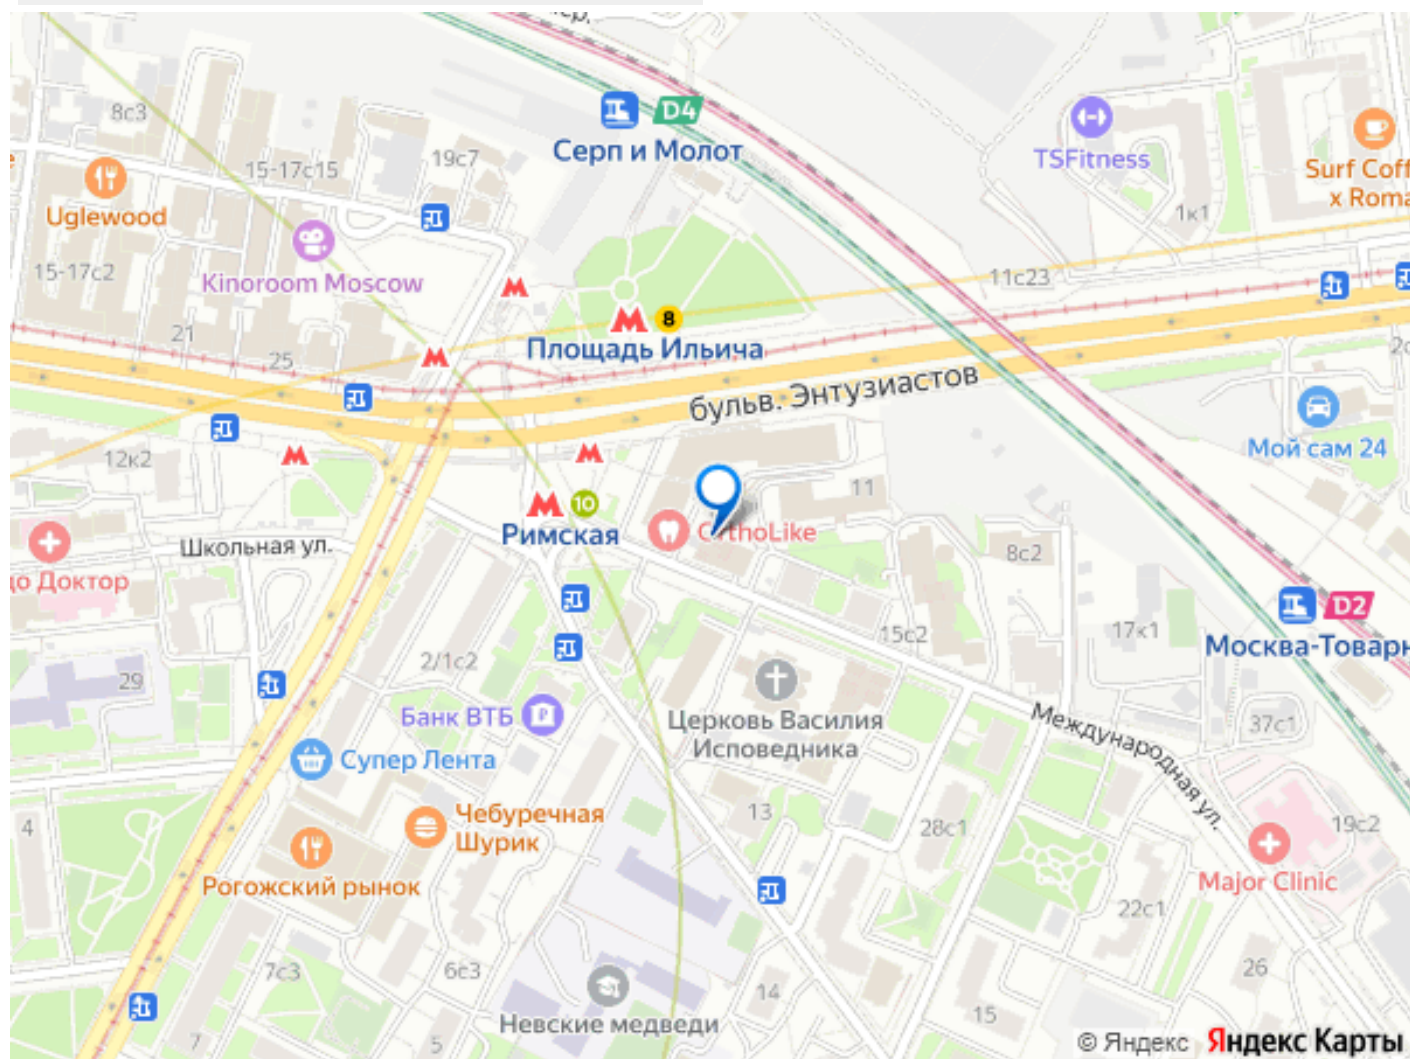 8с3
D4
Серп и Молот
19с7
15-17с15
TSFitness
Surf Coff
x Roma
Uglewood
1к1
15-17с2
Kinoroom Moscow
11с23
8
21
25
Площадь Ильича
бульв. Энтузиастов
Мой сам 24
12к2
11
10
Римская
OrthoLike
Школьная ул.
8с2
до Доктор
D2
15с2
17к1
Москва-Товарн
2/1с2
29
Банк ВТБ
Церковь Василия
Исповедника
Международная ул.
37с1
Супер Лента
4
Чебуречная
Шурик
13
28с1
19с2
Рогожский рынок
Major Clinic
22с1
7с3
6с3
26
14
Невские медведи
15
7
5
© Яндекс Яндекс Карты